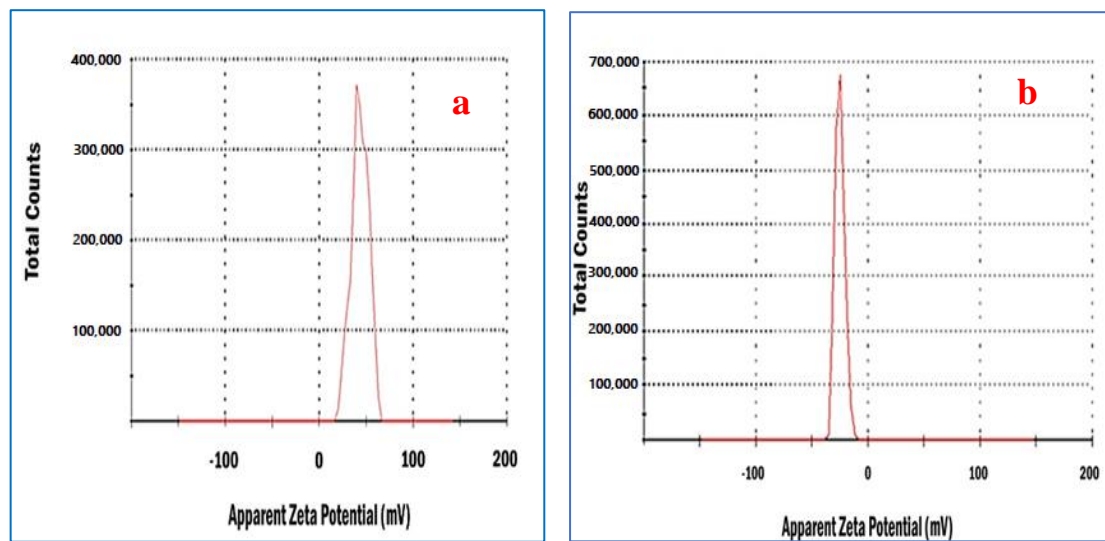 a
400,000
300,000
200,000
100,000
Total Counts
-100 0 100 200
Apparent Zeta Potential (mV)
b
700,000
600,000
500,000
400,000
300,000
200,000
100,000
Total Counts
-100 0 100 200
Apparent Zeta Potential (mV)